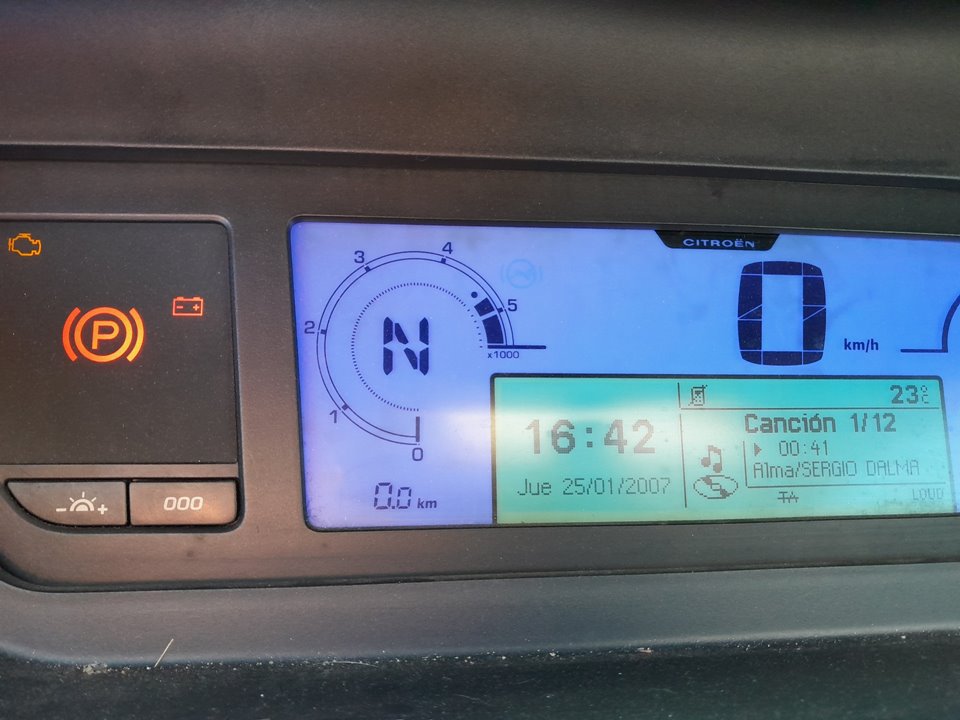 CITROËN
4
3
5
2
x1000
N
1
0
0 km/h
P
- +
- +
000
0.0 km
23°C
16:42
Jue 25/01/2007
Canción 1/12
00:41
Alma/SERGIO DALMA
TA
LOUD